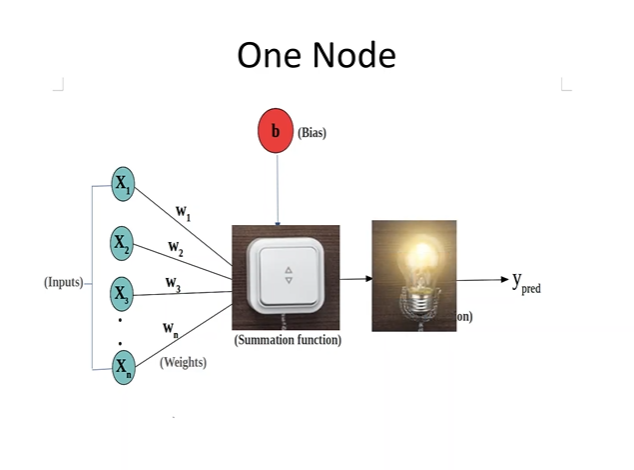 One Node
b (Bias)
X1
w1
X2
w2
(Inputs)
w3
X3
ypred
on)
wn
(Summation function)
Xn
(Weights)